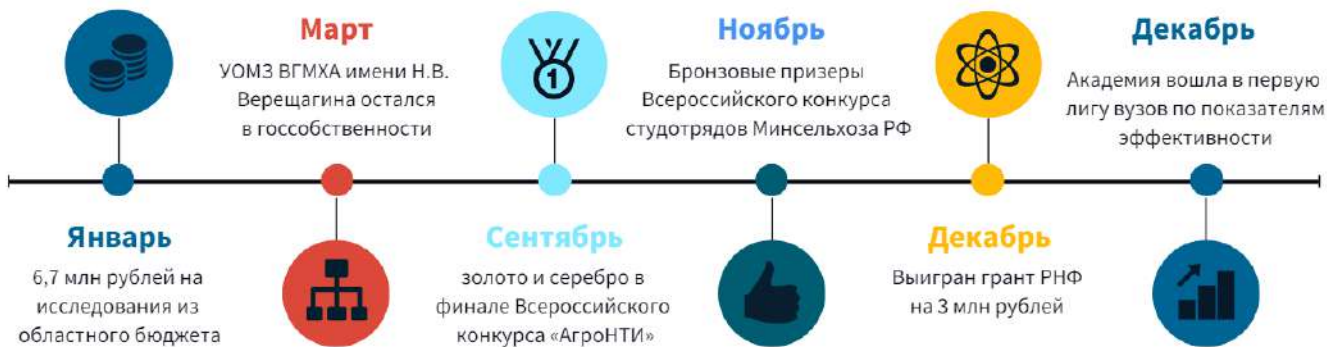 Январь
6,7 млн рублей на
исследования из
областного бюджета
Март
УОМЗ ВГМХА имени Н.В.
Верещагина остался
в госсобственности
1
Сентябрь
золото и серебро в
финале Всероссийского
конкурса «АгроНТИ»
Ноябрь
Бронзовые призеры
Всероссийского конкурса
студотрядов Минсельхоза РФ
Декабрь
Выигран грант РНФ
на 3 млн рублей
Декабрь
Академия вошла в первую
лигу вузов по показателям
эффективности